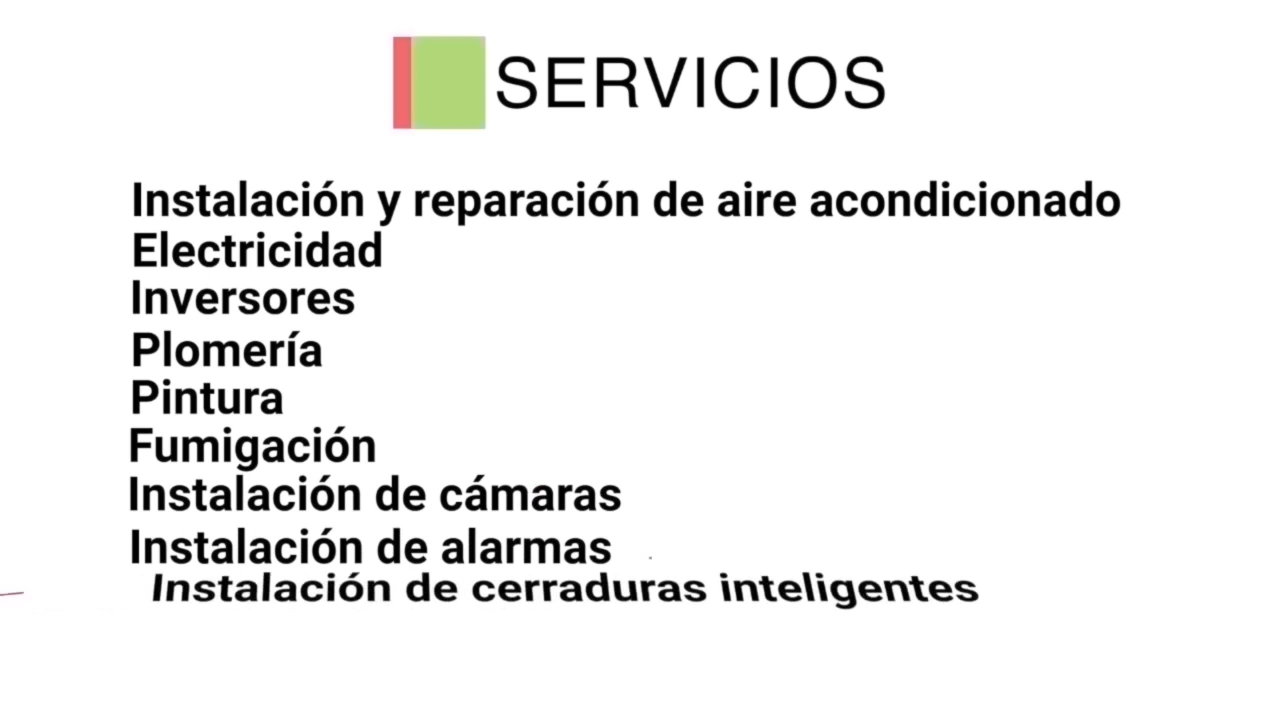 SERVICIOS
Instalación y reparación de aire acondicionado
Electricidad
Inversores
Plomería
Pintura
Fumigación
Instalación de cámaras
Instalación de alarmas
Instalación de cerraduras inteligentes